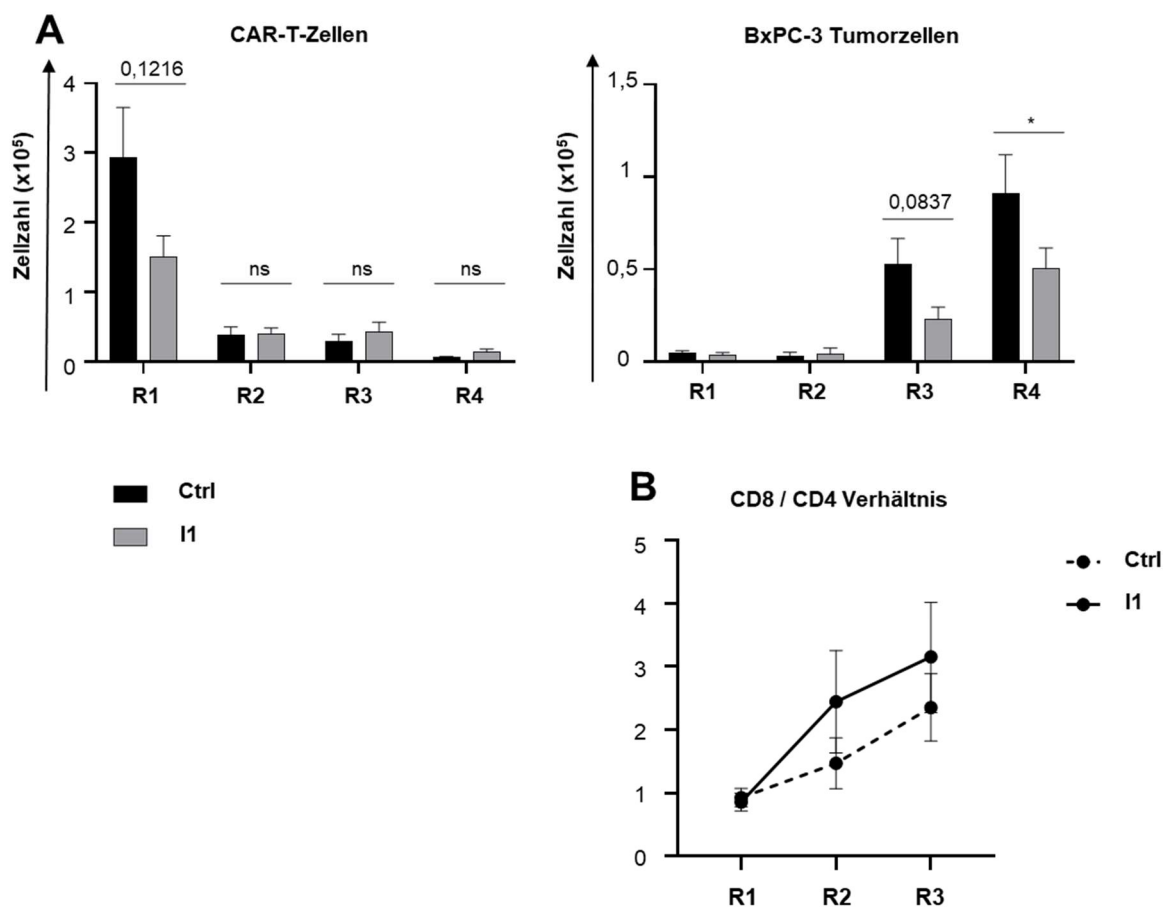 A
CAR-T-Zellen
Zellzahl (x10⁵)
4
3
2
1
0
0,1216
ns
ns
ns
R1
R2
R3
R4
BxPC-3 Tumorzellen
Zellzahl (x10⁵)
1,5
1
0,5
0
0,0837
*
R1
R2
R3
R4
Ctrl
I1
B
CD8 / CD4 Verhältnis
5
4
3
2
1
0
R1
R2
R3
Ctrl
I1